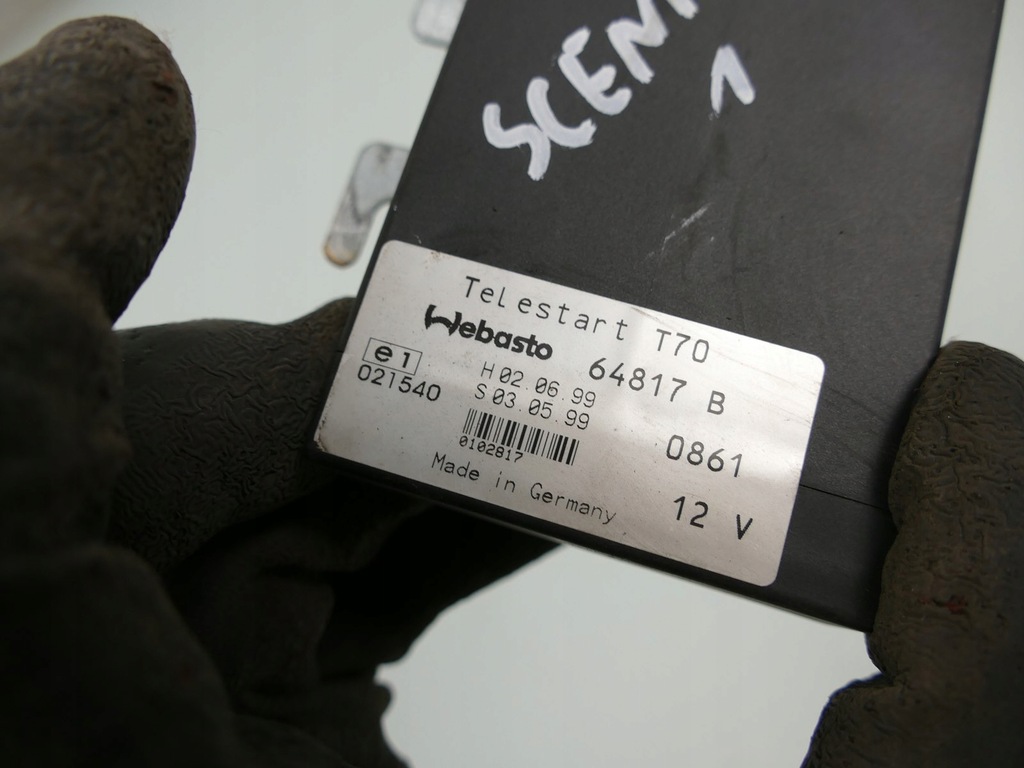 SCENI
1
Telestart T70
Webasto
64817 B
e1
021540
H 02.06.99
S 03.05.99
0861
0102817
Made in Germany
12 V